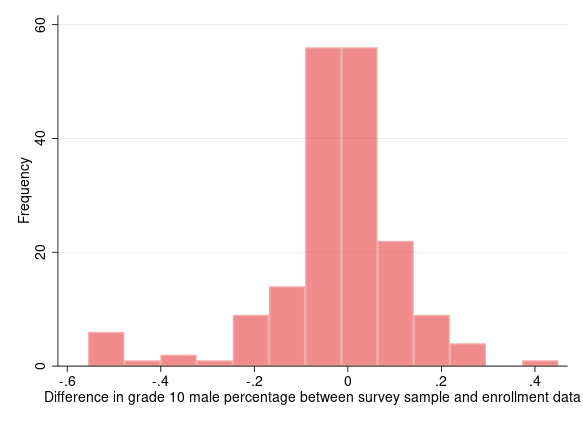 60
40
20
0
Frequency
-.6 -.4 -.2 0 .2 .4
Difference in grade 10 male percentage between survey sample and enrollment data